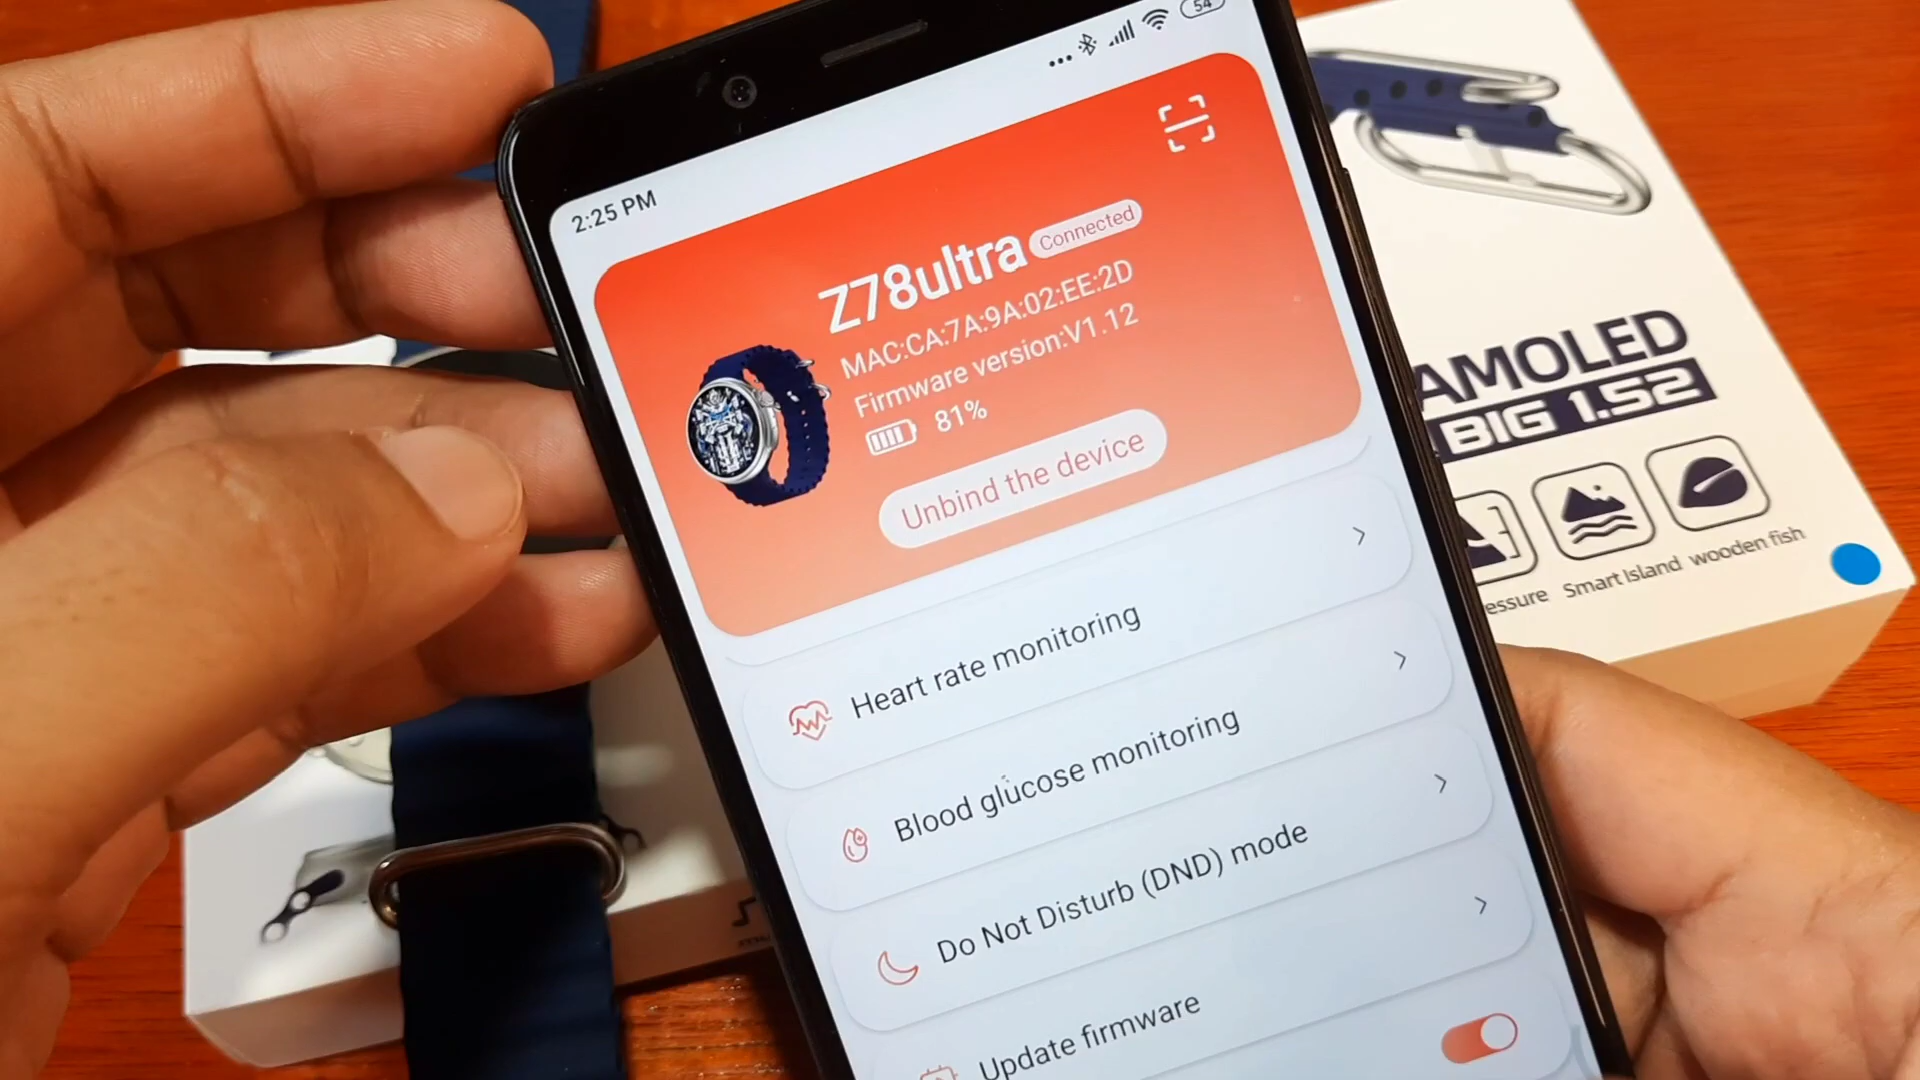 54
2:25 PM
Z78ultra
Connected
MAC:CA:7A:9A:02:EE:2D
Firmware version:V1.12
81%
Unbind the device
Heart rate monitoring
Blood glucose monitoring
Do Not Disturb (DND) mode
Update firmware
AMOLED
BIG 1.52
essure
Smart Island
wooden fish